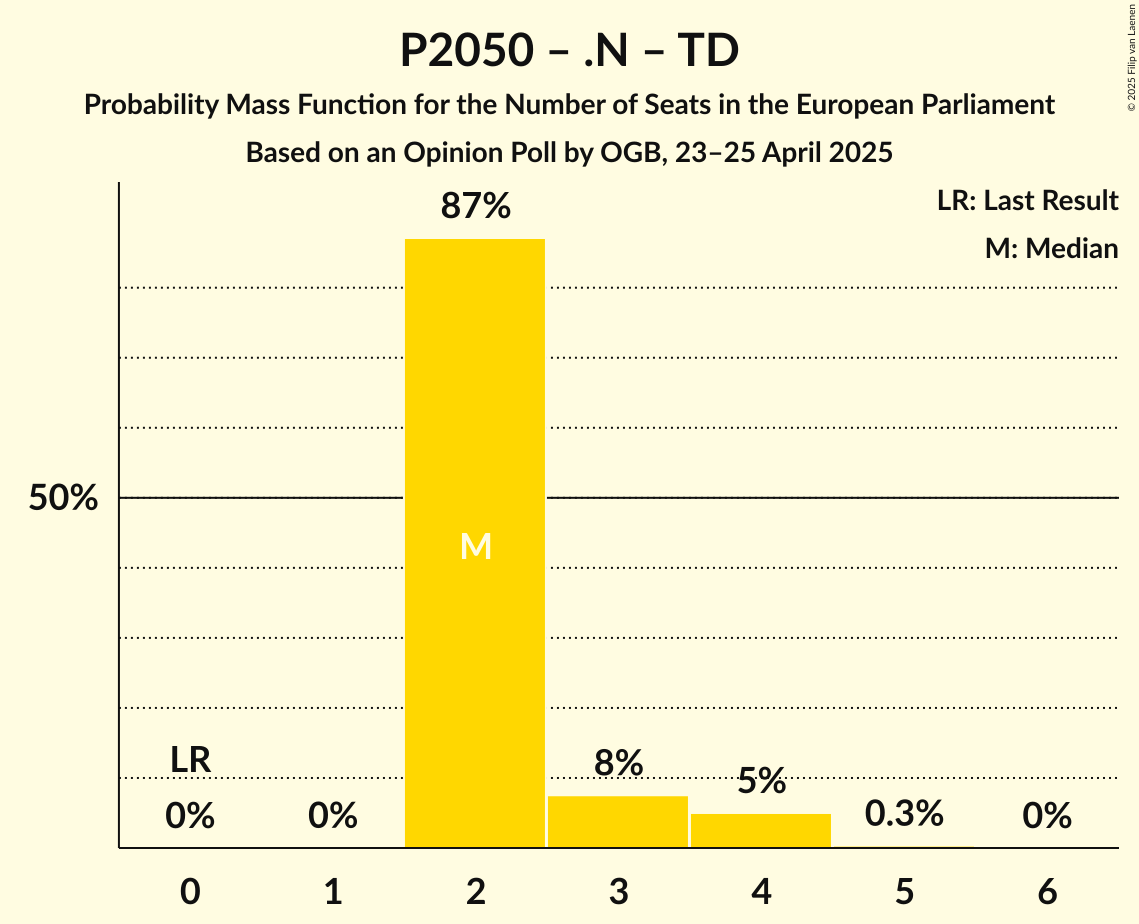 P2050 – .N – TD
Probability Mass Function for the Number of Seats in the European Parliament
Based on an Opinion Poll by OGB, 23–25 April 2025
© 2025 Filip van Laenen
LR: Last Result
M: Median
87%
50%
M
LR
0%
0%
8%
5%
0.3%
0%
0 1 2 3 4 5 6